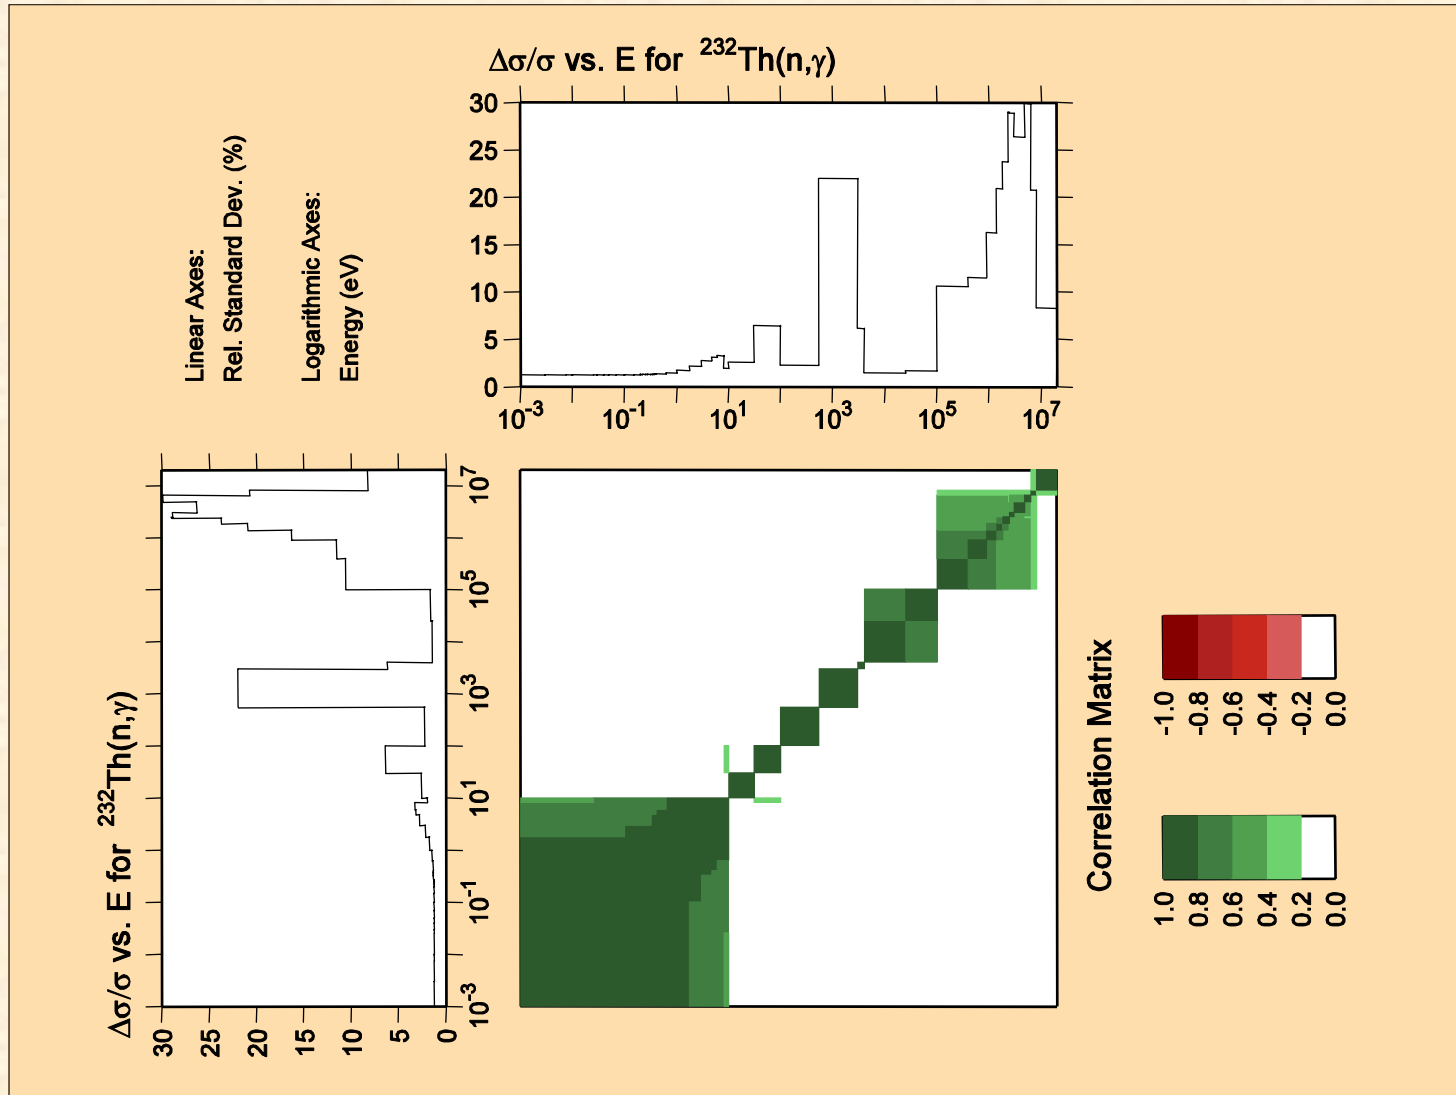 Δσ/σ vs. E for ²³²Th(n,γ)
Linear Axes:
Rel. Standard Dev. (%)
Logarithmic Axes:
Energy (eV)
30
25
20
15
10
5
0
10⁻³ 10⁻¹ 10¹ 10³ 10⁵ 10⁷
Δσ/σ vs. E for ²³²Th(n,γ)
10⁷
10⁵
10³
10¹
10⁻¹
10⁻³
30 25 20 15 10 5 0
Correlation Matrix
-1.0 -0.8 -0.6 -0.4 -0.2 0.0
1.0 0.8 0.6 0.4 0.2 0.0